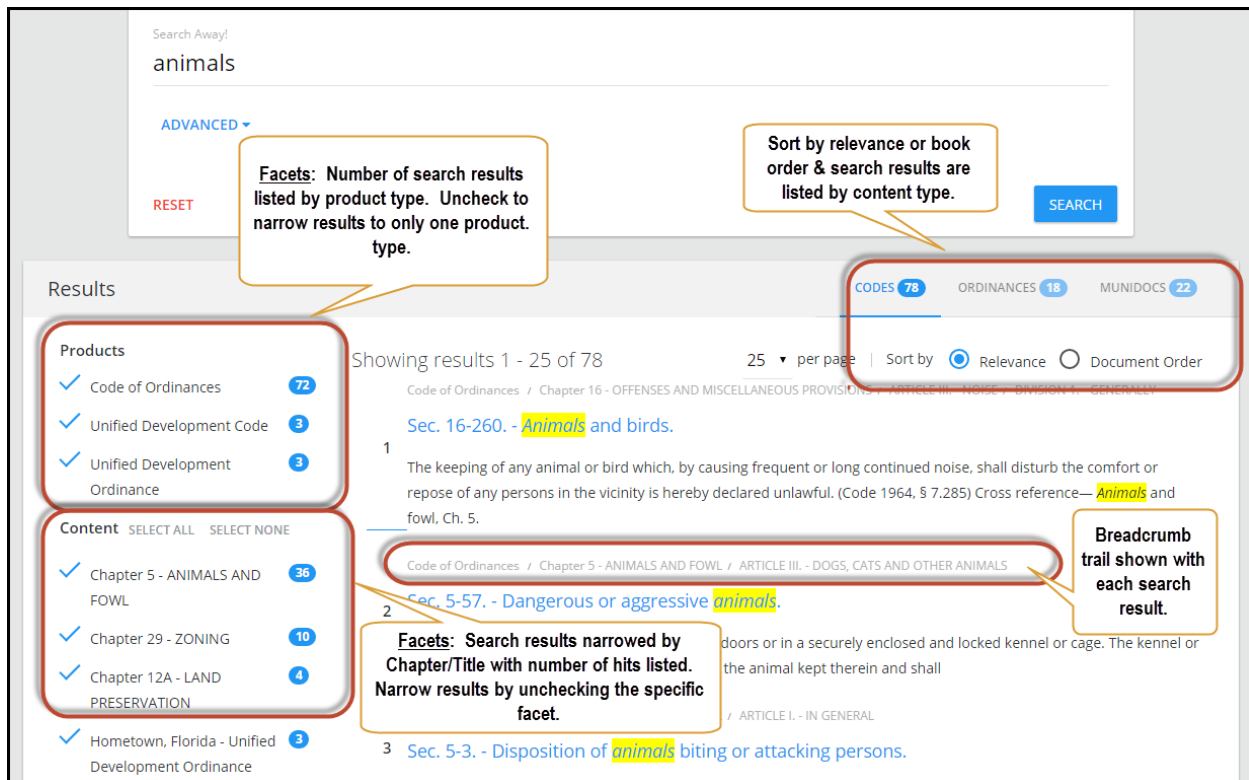 Search Away!
animals
ADVANCED
Facets: Number of search results
listed by product type. Uncheck to
narrow results to only one product.
type.
Sort by relevance or book
order & search results are
listed by content type.
RESET
SEARCH
Results
CODES 78
ORDINANCES 18
MUNIDOCS 22
Products
Code of Ordinances 72
Unified Development Code 3
Unified Development 3
Ordinance
Content SELECT ALL SELECT NONE
Chapter 5 - ANIMALS AND 36
FOWL
Chapter 29 - ZONING 10
Chapter 12A - LAND 4
PRESERVATION
Hometown, Florida - Unified 3
Development Ordinance
Showing results 1 - 25 of 78
25 per page | Sort by Relevance Document Order
Code of Ordinances / Chapter 16 - OFFENSES AND MISCELLANEOUS PROVISIONS / ARTICLE III. - NOISE / DIVISION 1. - GENERALLY
Sec. 16-260. - Animals and birds.
1
The keeping of any animal or bird which, by causing frequent or long continued noise, shall disturb the comfort or
repose of any persons in the vicinity is hereby declared unlawful. (Code 1964, § 7.285) Cross reference— Animals and
fowl, Ch. 5.
Code of Ordinances / Chapter 5 - ANIMALS AND FOWL / ARTICLE III. - DOGS, CATS AND OTHER ANIMALS
Breadcrumb
trail shown with
each search
result.
Sec. 5-57. - Dangerous or aggressive animals.
2
Facets: Search results narrowed by
Chapter/Title with number of hits listed.
Narrow results by unchecking the specific
facet.
doors or in a securely enclosed and locked kennel or cage. The kennel or
the animal kept therein and shall
/ ARTICLE I. - IN GENERAL
3 Sec. 5-3. - Disposition of animals biting or attacking persons.